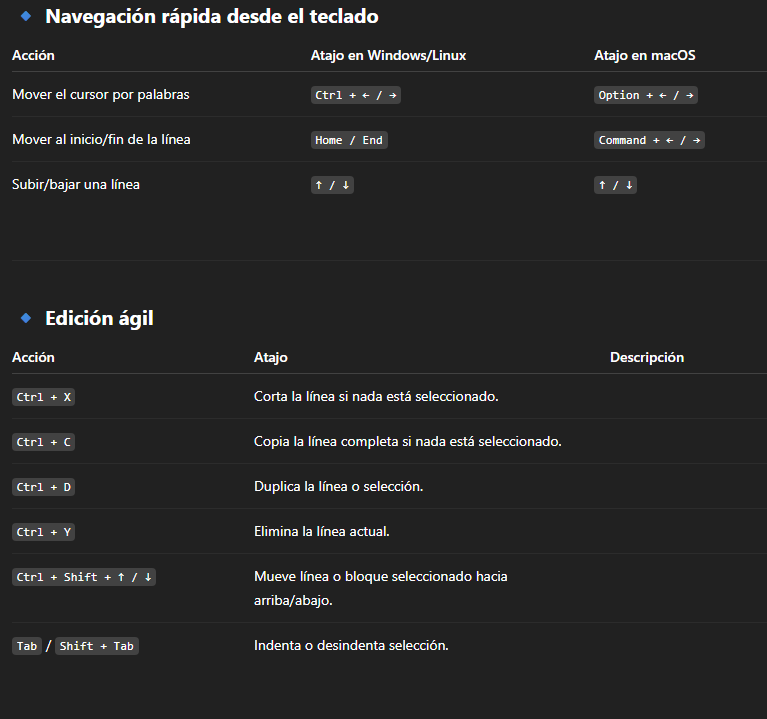 Navegación rápida desde el teclado
Acción Atajo en Windows/Linux Atajo en macOS
Mover el cursor por palabras Ctrl + ← / → Option + ← / →
Mover al inicio/fin de la línea Home / End Command + ← / →
Subir/bajar una línea ↑ / ↓ ↑ / ↓
Edición ágil
Acción Atajo Descripción
Ctrl + X Corta la línea si nada está seleccionado.
Ctrl + C Copia la línea completa si nada está seleccionado.
Ctrl + D Duplica la línea o selección.
Ctrl + Y Elimina la línea actual.
Ctrl + Shift + ↑ / ↓ Mueve línea o bloque seleccionado hacia
arriba/abajo.
Tab / Shift + Tab Indenta o desindenta selección.